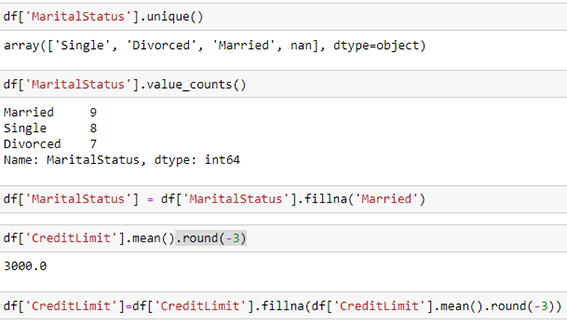 df['MaritalStatus'].unique()
array(['Single', 'Divorced', 'Married', nan], dtype=object)
df['MaritalStatus'].value_counts()
Married     9
Single      8
Divorced    7
Name: MaritalStatus, dtype: int64
df['MaritalStatus'] = df['MaritalStatus'].fillna('Married')
df['CreditLimit'].mean().round(-3)
3000.0
df['CreditLimit']=df['CreditLimit'].fillna(df['CreditLimit'].mean().round(-3))